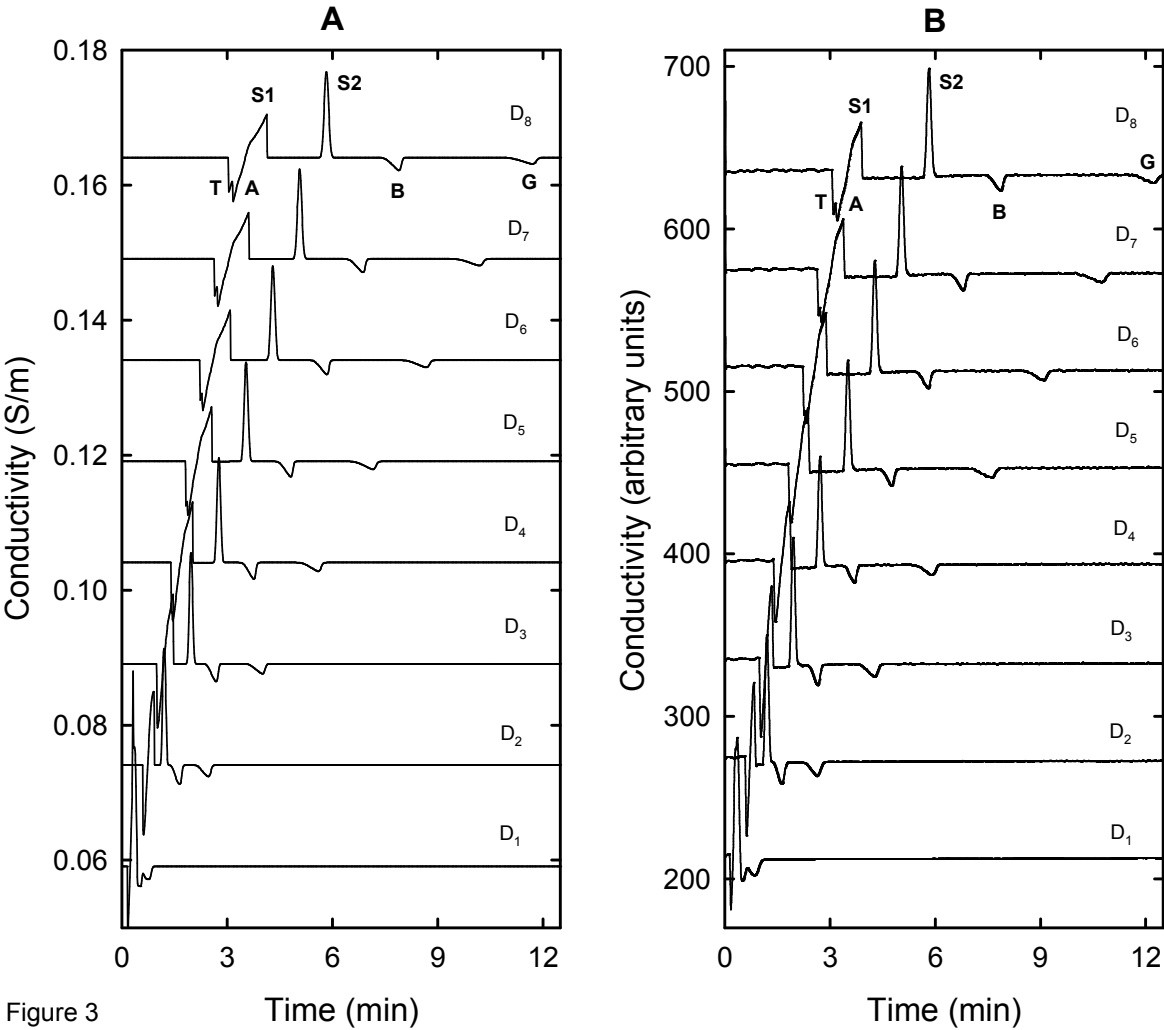 A
0.18
0.16
0.14
0.12
0.10
0.08
0.06
Conductivity (S/m)
S1
S2
T
A
B
G
D₈
D₇
D₆
D₅
D₄
D₃
D₂
D₁
0
3
6
9
12
Time (min)
B
700
600
500
400
300
200
Conductivity (arbitrary units)
S1
S2
T
A
B
G
D₈
D₇
D₆
D₅
D₄
D₃
D₂
D₁
0
3
6
9
12
Time (min)
Figure 3